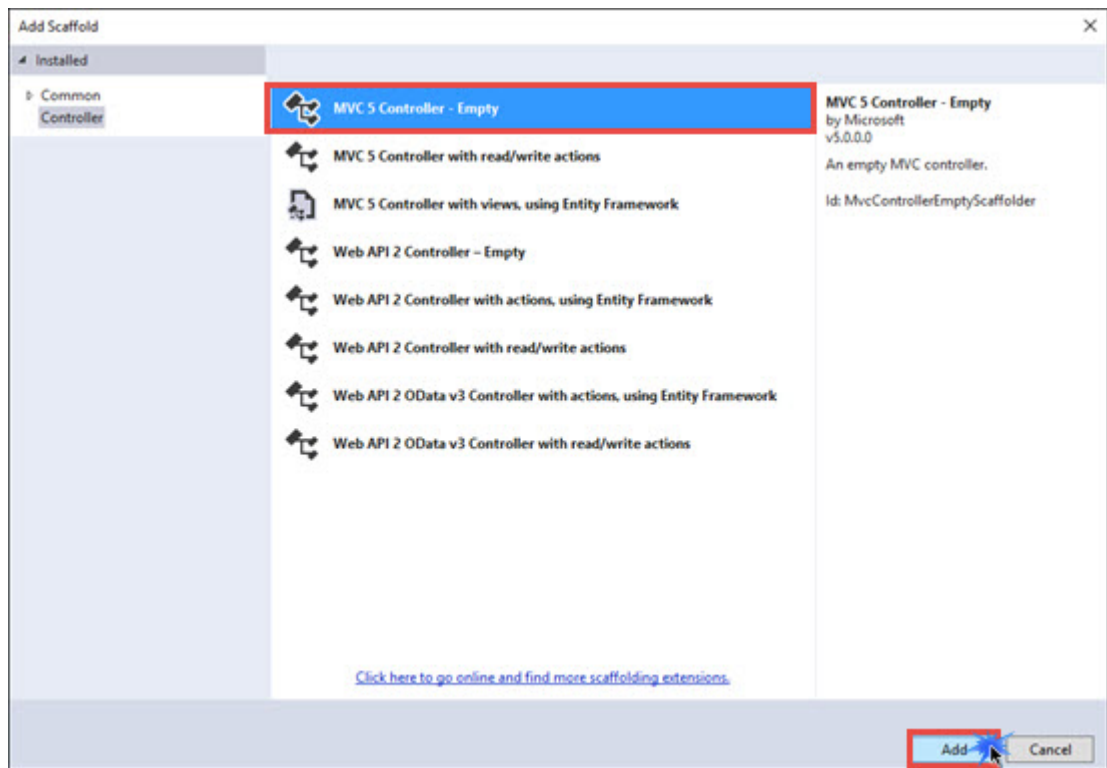 Add Scaffold
Installed
Common
Controller
MVC 5 Controller - Empty
MVC 5 Controller with read/write actions
MVC 5 Controller with views, using Entity Framework
Web API 2 Controller – Empty
Web API 2 Controller with actions, using Entity Framework
Web API 2 Controller with read/write actions
Web API 2 OData v3 Controller with actions, using Entity Framework
Web API 2 OData v3 Controller with read/write actions
Click here to go online and find more scaffolding extensions.
MVC 5 Controller - Empty
by Microsoft
v5.0.0.0
An empty MVC controller.
Id: MvcControllerEmptyScaffolder
Add
Cancel